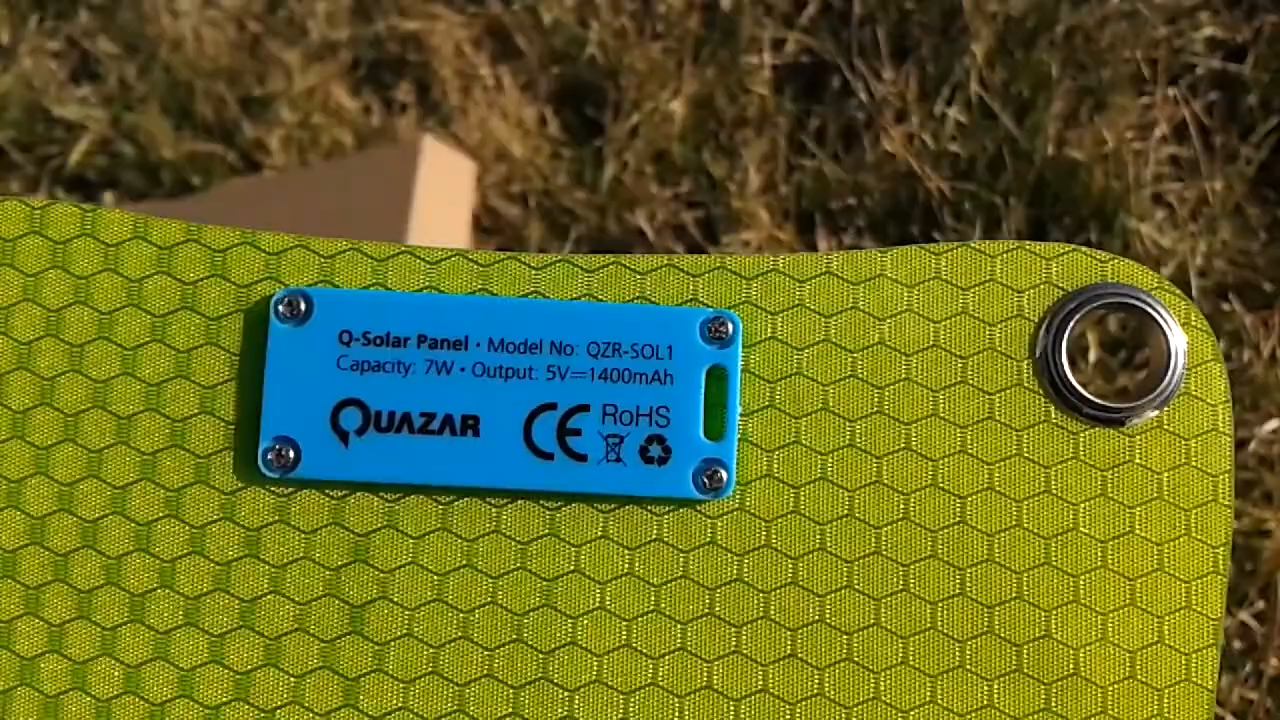 Q-Solar Panel · Model No: QZR-SOL1
Capacity: 7W · Output: 5V⎓1400mAh
QUAZAR
CE RoHS